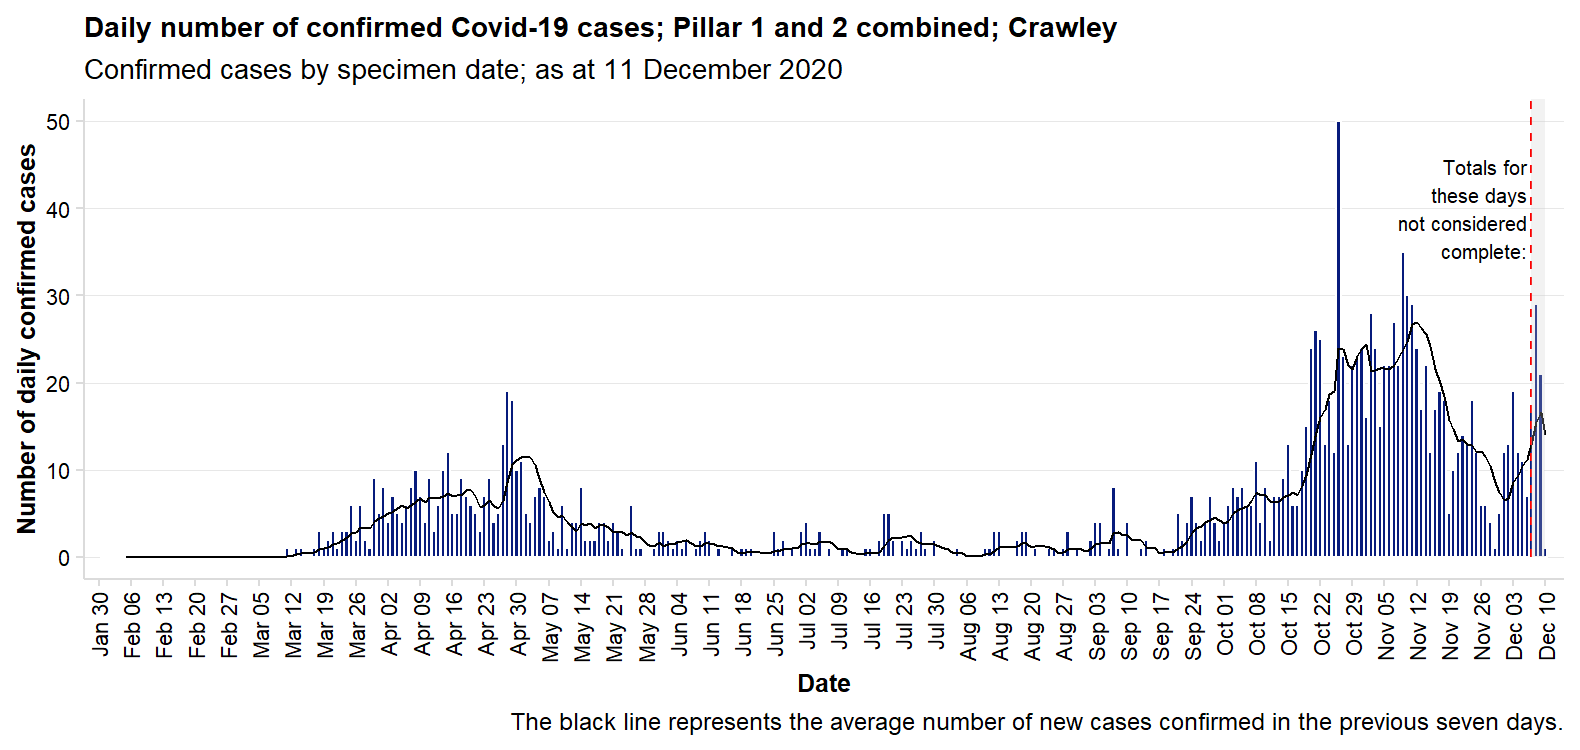 Daily number of confirmed Covid-19 cases; Pillar 1 and 2 combined; Crawley
Confirmed cases by specimen date; as at 11 December 2020
Number of daily confirmed cases
50
40
30
20
10
0
Totals for
these days
not considered
complete:
Jan 30
Feb 06
Feb 13
Feb 20
Feb 27
Mar 05
Mar 12
Mar 19
Mar 26
Apr 02
Apr 09
Apr 16
Apr 23
Apr 30
May 07
May 14
May 21
May 28
Jun 04
Jun 11
Jun 18
Jun 25
Jul 02
Jul 09
Jul 16
Jul 23
Jul 30
Aug 06
Aug 13
Aug 20
Aug 27
Sep 03
Sep 10
Sep 17
Sep 24
Oct 01
Oct 08
Oct 15
Oct 22
Oct 29
Nov 05
Nov 12
Nov 19
Nov 26
Dec 03
Dec 10
Date
The black line represents the average number of new cases confirmed in the previous seven days.